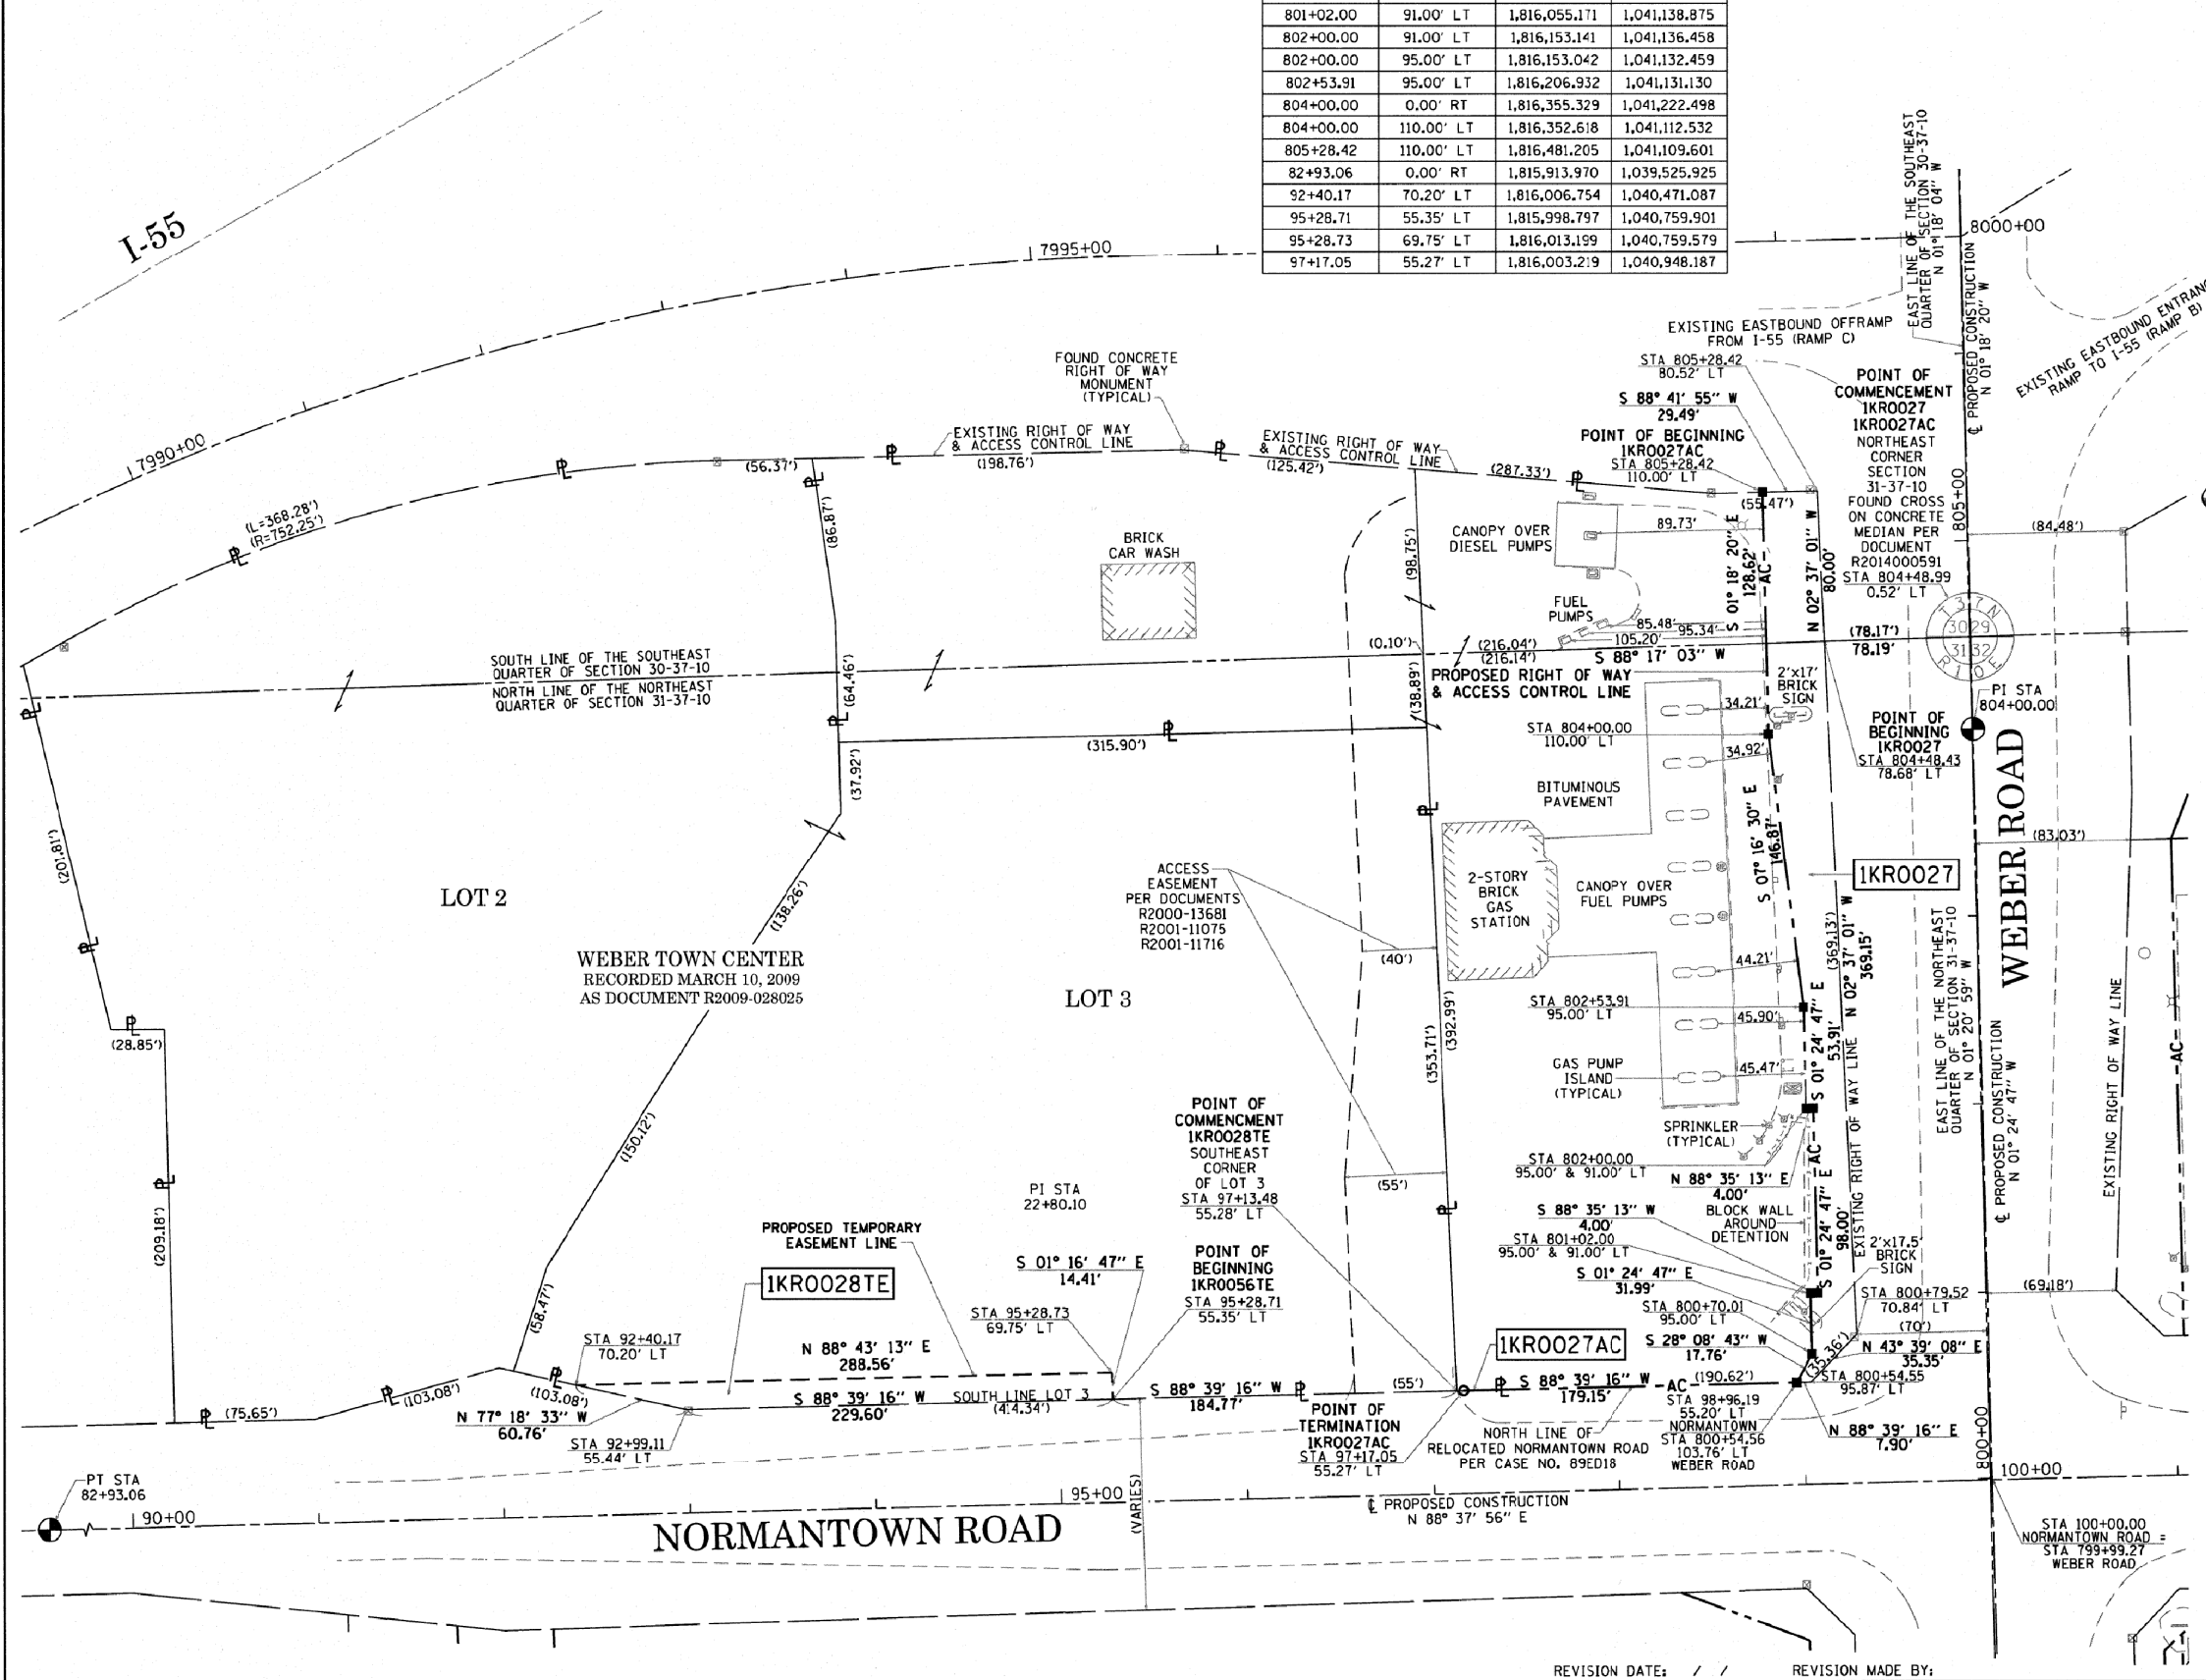 801+02.00 91.00' LT 1,816,055.171 1,041,138.875
802+00.00 91.00' LT 1,816,153.141 1,041,136.458
802+00.00 95.00' LT 1,816,153.042 1,041,132.459
802+53.91 95.00' LT 1,816,206.932 1,041,131.130
804+00.00 0.00' RT 1,816,355.329 1,041,222.498
804+00.00 110.00' LT 1,816,352.618 1,041,112.532
805+28.42 110.00' LT 1,816,481.205 1,041,109.601
82+93.06 0.00' RT 1,815,913.970 1,039,525.925
92+40.17 70.20' LT 1,816,006.754 1,040,471.087
95+28.71 55.35' LT 1,815,998.797 1,040,759.901
95+28.73 69.75' LT 1,816,013.199 1,040,759.579
97+17.05 55.27' LT 1,816,003.219 1,040,948.187
I-55
7990+00
7995+00
8000+00
EAST LINE OF THE SOUTHEAST
QUARTER OF SECTION 30-37-10
N 01° 18' 04" W
℄ PROPOSED CONSTRUCTION
N 01° 18' 20" W
EXISTING EASTBOUND OFFRAMP
FROM I-55 (RAMP C)
EXISTING EASTBOUND
RAMP TO I-55 (RAMP B)
STA 805+28.42
80.52' LT
S 88° 41' 55" W
29.49'
POINT OF BEGINNING
1KR0027AC
STA 805+28.42
110.00' LT
POINT OF
COMMENCEMENT
1KR0027
1KR0027AC
NORTHEAST
CORNER
SECTION
31-37-10
FOUND CROSS
ON CONCRETE
MEDIAN PER
DOCUMENT
R2014000591
STA 804+48.99
0.52' LT
FOUND CONCRETE
RIGHT OF WAY
MONUMENT
(TYPICAL)
EXISTING RIGHT OF WAY
& ACCESS CONTROL LINE
(198.76')
EXISTING RIGHT OF WAY
& ACCESS CONTROL LINE
(125.42')
(287.33')
(55.47')
(56.37')
(L=368.28')
(R=752.25')
(86.87')
BRICK
CAR WASH
(98.75')
CANOPY OVER
DIESEL PUMPS
89.73'
S 01° 18' 20" E
128.62'
AC
N 02° 37' 01" W
80.00'
805+00
(84.48')
FUEL
PUMPS
85.48'
95.34'
105.20'
(0.10')
(216.04')
(216.14')
S 88° 17' 03" W
(78.17')
78.19'
T37N
30 29
31 32
R10E
SOUTH LINE OF THE SOUTHEAST
QUARTER OF SECTION 30-37-10
NORTH LINE OF THE NORTHEAST
QUARTER OF SECTION 31-37-10
(64.46')
(38.89')
PROPOSED RIGHT OF WAY
& ACCESS CONTROL LINE
2'x17'
BRICK
SIGN
34.21'
PI STA
804+00.00
POINT OF
BEGINNING
1KR0027
STA 804+48.43
78.68' LT
STA 804+00.00
110.00' LT
34.92'
(315.90')
(37.92')
BITUMINOUS
PAVEMENT
S 07° 16' 30" E
146.87'
WEBER ROAD
(83.03')
(201.81')
LOT 2
(138.26')
1KR0027
ACCESS
EASEMENT
PER DOCUMENTS
R2000-13681
R2001-11075
R2001-11716
2-STORY
BRICK
GAS
STATION
CANOPY OVER
FUEL PUMPS
WEBER TOWN CENTER
RECORDED MARCH 10, 2009
AS DOCUMENT R2009-028025
LOT 3
(40')
44.21'
(369.13')
N 02° 37' 01" W
369.15'
EXISTING RIGHT OF WAY LINE
EAST LINE OF THE NORTHEAST
QUARTER OF SECTION 31-37-10
N 01° 20' 59" W
℄ PROPOSED CONSTRUCTION
N 01° 24' 47" W
EXISTING RIGHT OF WAY LINE
AC
STA 802+53.91
95.00' LT
45.90'
S 01° 24' 47" E
53.91'
(28.85')
(353.71')
(392.99')
GAS PUMP
ISLAND
(TYPICAL)
45.47'
SPRINKLER
(TYPICAL)
POINT OF
COMMENCMENT
1KR0028TE
SOUTHEAST
CORNER
OF LOT 3
STA 97+13.48
55.28' LT
(150.12')
(55')
STA 802+00.00
95.00' & 91.00' LT
N 88° 35' 13" E
4.00'
AC
S 01° 24' 47" E
98.00'
BLOCK WALL
AROUND
DETENTION
S 88° 35' 13" W
4.00'
STA 801+02.00
95.00' & 91.00' LT
2'x17.5'
BRICK
SIGN
PI STA
22+80.10
(209.18')
PROPOSED TEMPORARY
EASEMENT LINE
1KR0028TE
S 01° 16' 47" E
14.41'
POINT OF
BEGINNING
1KR0056TE
STA 95+28.71
55.35' LT
S 01° 24' 47" E
31.99'
STA 800+70.01
95.00' LT
STA 800+79.52
70.84' LT
(69.18')
(70')
(58.47')
STA 95+28.73
69.75' LT
STA 92+40.17
70.20' LT
N 88° 43' 13" E
288.56'
1KR0027AC
S 28° 08' 43" W
17.76'
(35.36')
N 43° 39' 08" E
35.35'
STA 800+54.55
95.87' LT
(75.65')
(103.08')
(103.08')
N 77° 18' 33" W
60.76'
STA 92+99.11
55.44' LT
S 88° 39' 16" W
229.60'
SOUTH LINE LOT 3
(414.34')
S 88° 39' 16" W
184.77'
(55')
S 88° 39' 16" W
179.15'
AC
(190.62')
STA 98+96.19
55.20' LT
NORMANTOWN
STA 800+54.56
103.76' LT
WEBER ROAD
N 88° 39' 16" E
7.90'
POINT OF
TERMINATION
1KR0027AC
STA 97+17.05
55.27' LT
NORTH LINE OF
RELOCATED NORMANTOWN ROAD
PER CASE NO. 89ED18
800+00
100+00
PT STA
82+93.06
90+00
95+00
(VARIES)
℄ PROPOSED CONSTRUCTION
N 88° 37' 56" E
NORMANTOWN ROAD
STA 100+00.00
NORMANTOWN ROAD =
STA 799+99.27
WEBER ROAD
REVISION DATE: / / REVISION MADE BY: